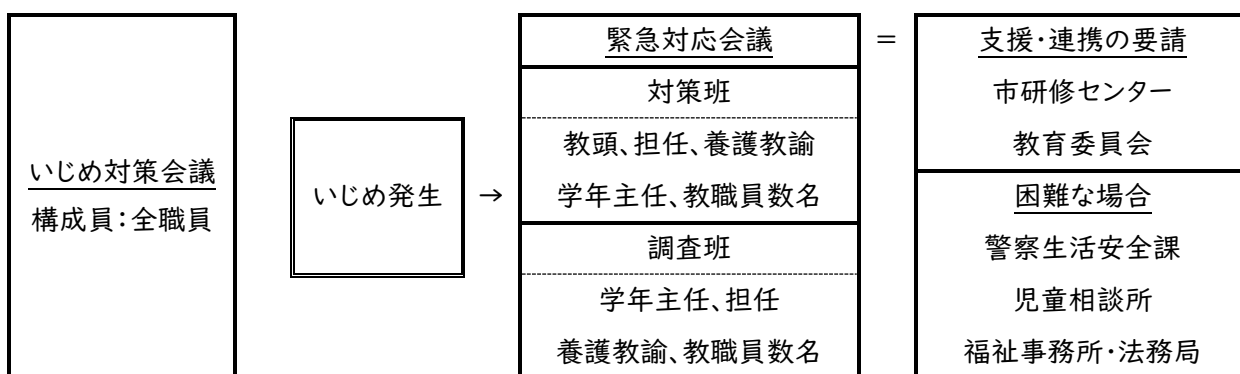 いじめ対策会議
構成員：全職員
いじめ発生
→
緊急対応会議
対策班
教頭、担任、養護教諭
学年主任、教職員数名
調査班
学年主任、担任
養護教諭、教職員数名
＝
支援・連携の要請
市研修センター
教育委員会
困難な場合
警察生活安全課
児童相談所
福祉事務所・法務局